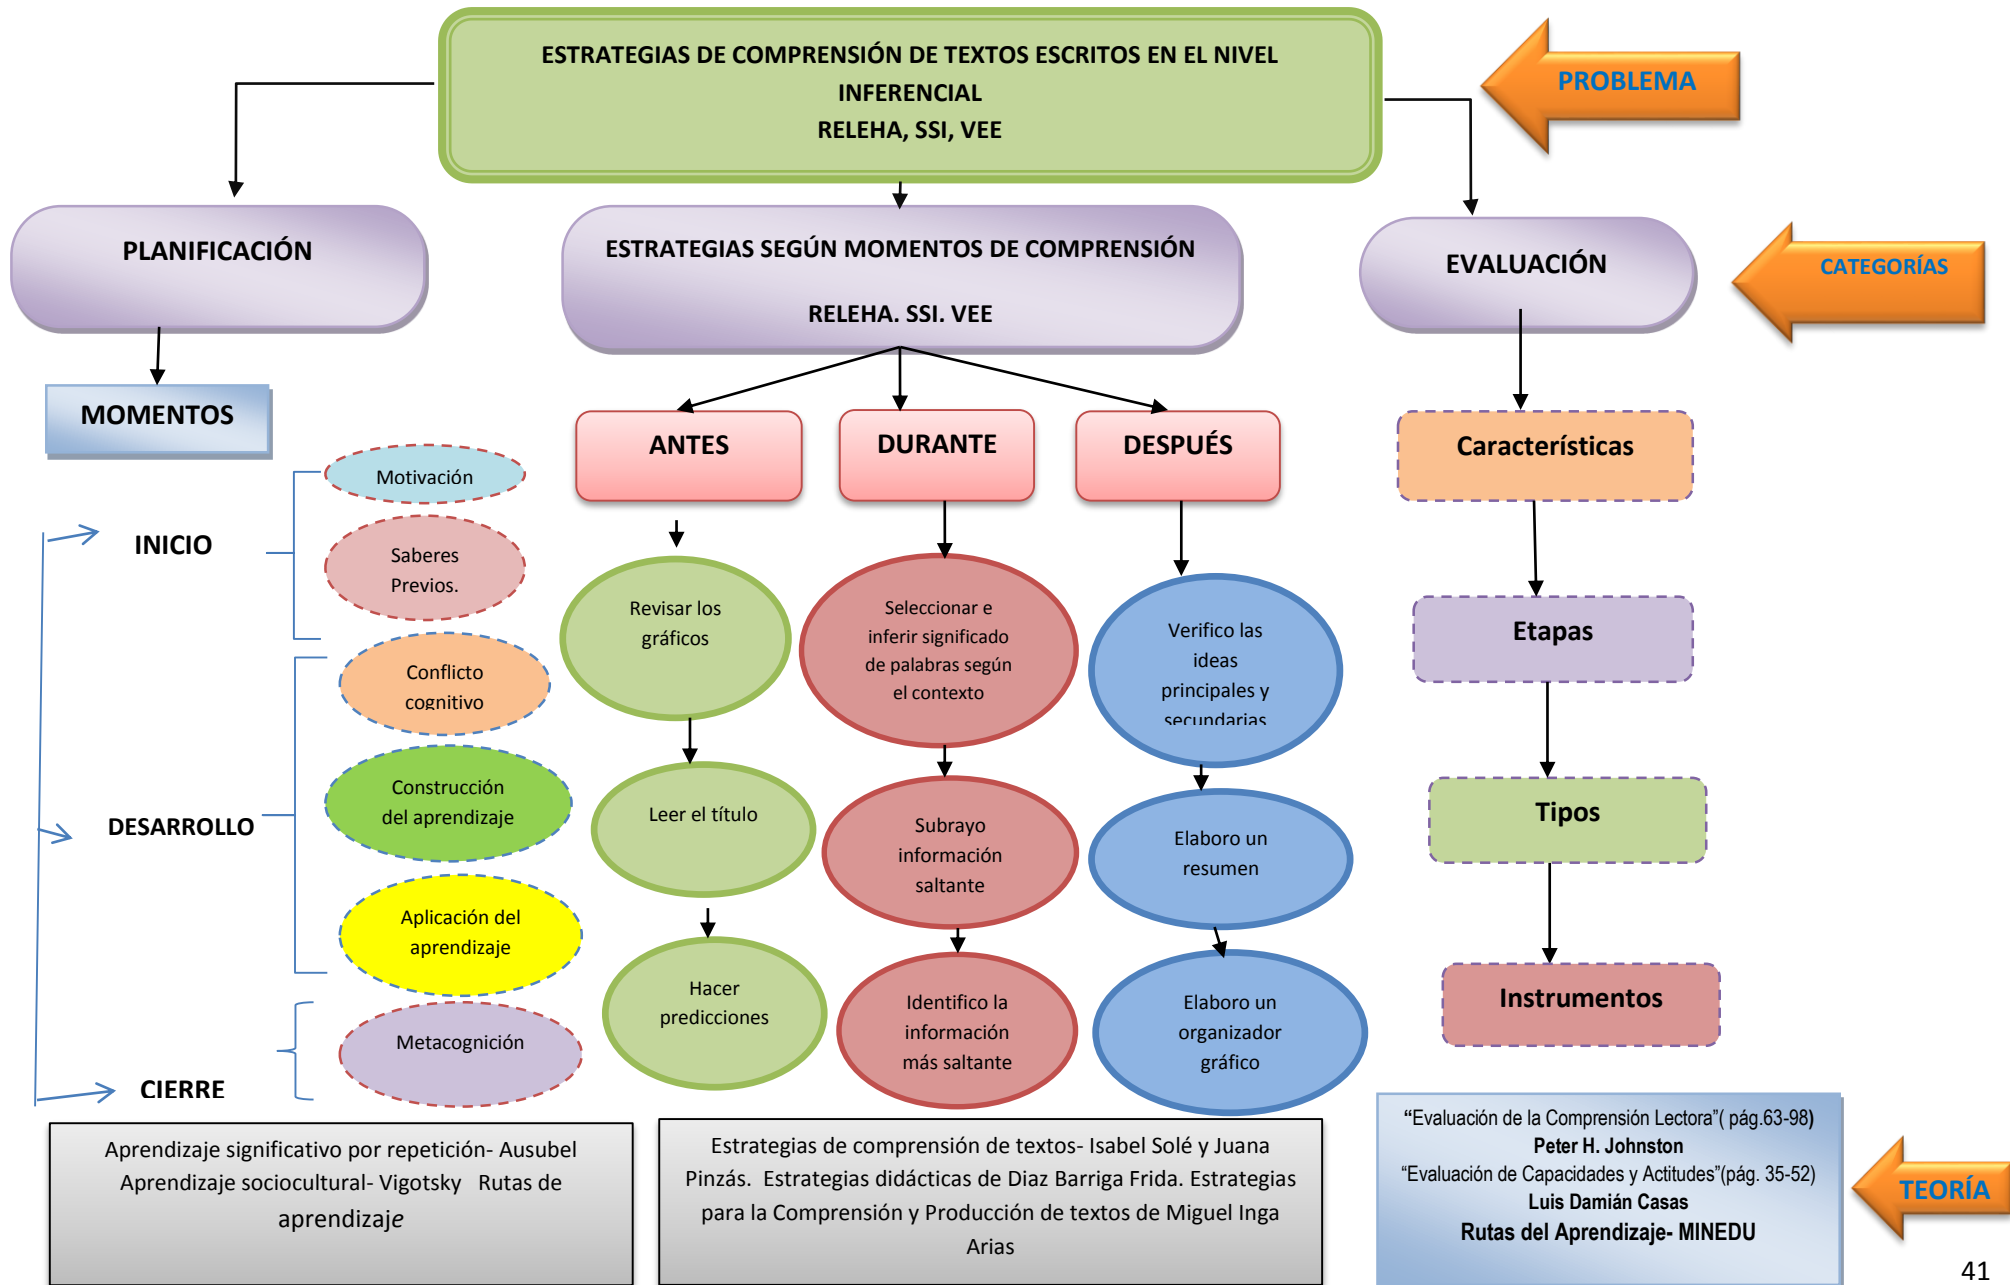 ESTRATEGIAS DE COMPRENSIÓN DE TEXTOS ESCRITOS EN EL NIVEL
INFERENCIAL
RELEHA, SSI, VEE
PROBLEMA
PLANIFICACIÓN
ESTRATEGIAS SEGÚN MOMENTOS DE COMPRENSIÓN
RELEHA. SSI. VEE
EVALUACIÓN
CATEGORÍAS
MOMENTOS
INICIO
Motivación
Saberes
Previos.
DESARROLLO
Conflicto
cognitivo
Construcción
del aprendizaje
Aplicación del
aprendizaje
CIERRE
Metacognición
ANTES
Revisar los
gráficos
Leer el título
Hacer
predicciones
DURANTE
Seleccionar e
inferir significado
de palabras según
el contexto
Subrayo
información
saltante
Identifico la
información
más saltante
DESPUÉS
Verifico las
ideas
principales y
secundarias
Elaboro un
resumen
Elaboro un
organizador
gráfico
Características
Etapas
Tipos
Instrumentos
Aprendizaje significativo por repetición- Ausubel
Aprendizaje sociocultural- Vigotsky   Rutas de
aprendizaje
Estrategias de comprensión de textos- Isabel Solé y Juana
Pinzás.  Estrategias didácticas de Diaz Barriga Frida. Estrategias
para la Comprensión y Producción de textos de Miguel Inga
Arias
“Evaluación de la Comprensión Lectora”( pág.63-98)
Peter H. Johnston
“Evaluación de Capacidades y Actitudes”(pág. 35-52)
Luis Damián Casas
Rutas del Aprendizaje- MINEDU
TEORÍA
41